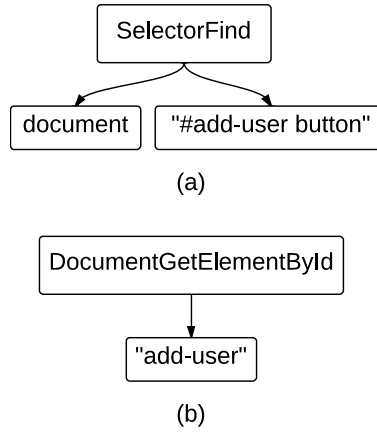 SelectorFind
document
"#add-user button"
(a)
DocumentGetElementById
"add-user"
(b)